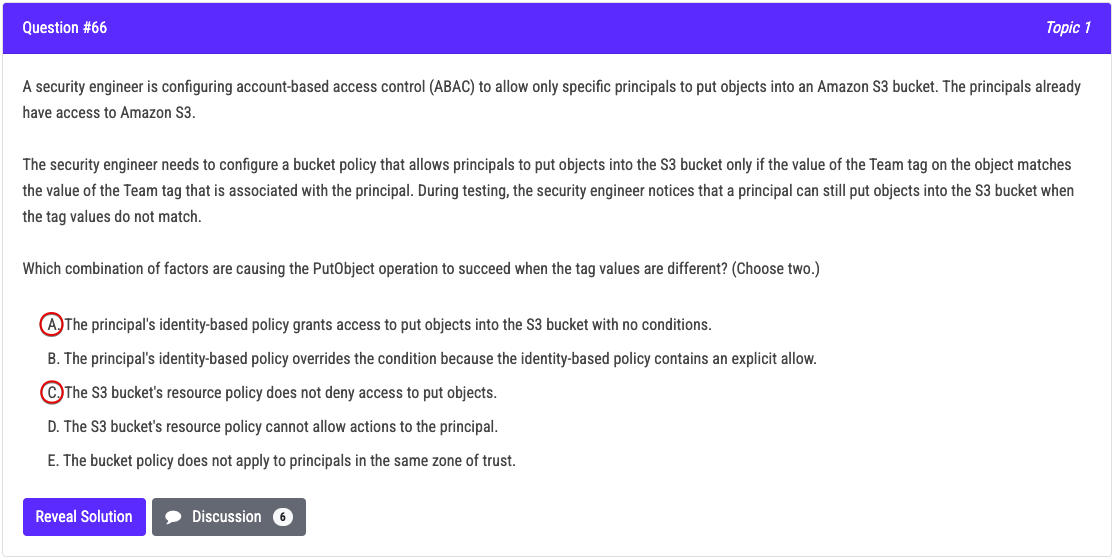 Question #66
Topic 1
A security engineer is configuring account-based access control (ABAC) to allow only specific principals to put objects into an Amazon S3 bucket. The principals already
have access to Amazon S3.
The security engineer needs to configure a bucket policy that allows principals to put objects into the S3 bucket only if the value of the Team tag on the object matches
the value of the Team tag that is associated with the principal. During testing, the security engineer notices that a principal can still put objects into the S3 bucket when
the tag values do not match.
Which combination of factors are causing the PutObject operation to succeed when the tag values are different? (Choose two.)
A. The principal's identity-based policy grants access to put objects into the S3 bucket with no conditions.
B. The principal's identity-based policy overrides the condition because the identity-based policy contains an explicit allow.
C. The S3 bucket's resource policy does not deny access to put objects.
D. The S3 bucket's resource policy cannot allow actions to the principal.
E. The bucket policy does not apply to principals in the same zone of trust.
Reveal Solution
Discussion 6